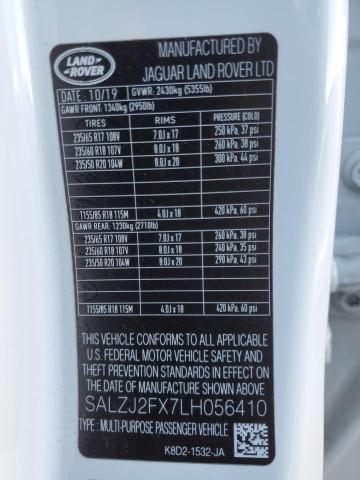 LAND ROVER
MANUFACTURED BY
JAGUAR LAND ROVER LTD
DATE: 10/19 GVWR: 2430kg (5355lb)
GAWR FRONT: 1340kg (2950lb)
TIRES RIMS PRESSURE (COLD)
235/65 R17 108V 7.0J x 17 250 kPa, 37 psi
235/60 R18 107V 8.0J x 18 260 kPa, 38 psi
235/50 R20 104W 8.0J x 20 300 kPa, 44 psi
T155/85 R18 115M 4.0J x 18 420 kPa, 60 psi
GAWR REAR: 1230kg (2710lb)
235/65 R17 108V 7.0J x 17 260 kPa, 38 psi
235/60 R18 107V 8.0J x 18 240 kPa, 35 psi
235/50 R20 104W 8.0J x 20 290 kPa, 43 psi
T155/85 R18 115M 4.0J x 18 420 kPa, 60 psi
THIS VEHICLE CONFORMS TO ALL APPLICABLE
U.S. FEDERAL MOTOR VEHICLE SAFETY BUMPER
AND THEFT PREVENTION STANDARDS IN EFFECT
ON THE DATE OF MANUFACTURE SHOWN ABOVE
SALZJ2FX7LH056410
TYPE: MULTI-PURPOSE PASSENGER VEHICLE
K8D2-1532-JA